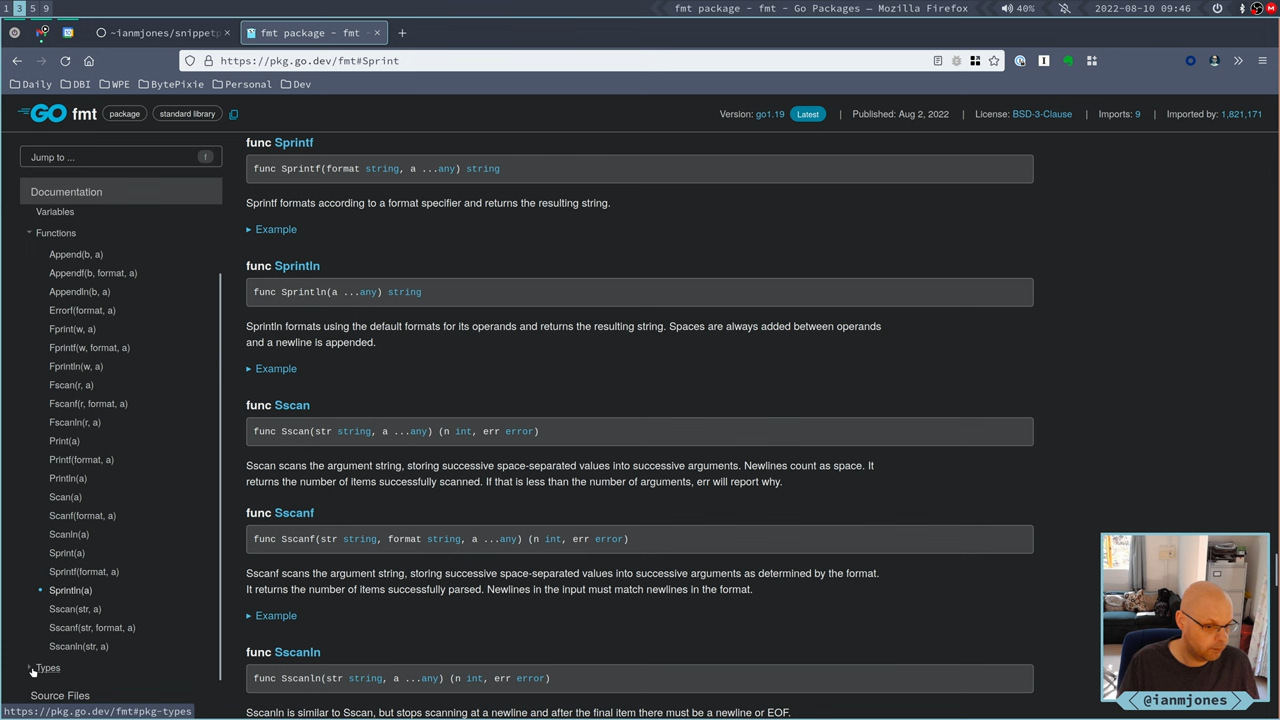 1 3 5 9
fmt package - fmt - Go Packages — Mozilla Firefox
40%
2022-08-10 09:46
~ianmjones/snippetp ×
fmt package - fmt - ×
+
https://pkg.go.dev/fmt#Sprint
Daily DBI WPE BytePixie Personal Dev
GO fmt package standard library
Version: go1.19 Latest | Published: Aug 2, 2022 | License: BSD-3-Clause | Imports: 9 | Imported by: 1,821,171
Jump to ... f
Documentation
Variables
Functions
Append(b, a)
Appendf(b, format, a)
Appendln(b, a)
Errorf(format, a)
Fprint(w, a)
Fprintf(w, format, a)
Fprintln(w, a)
Fscan(r, a)
Fscanf(r, format, a)
Fscanln(r, a)
Print(a)
Printf(format, a)
Println(a)
Scan(a)
Scanf(format, a)
Scanln(a)
Sprint(a)
Sprintf(format, a)
Sprintln(a)
Sscan(str, a)
Sscanf(str, format, a)
Sscanln(str, a)
Types
Source Files
https://pkg.go.dev/fmt#pkg-types
func Sprintf
func Sprintf(format string, a ...any) string
Sprintf formats according to a format specifier and returns the resulting string.
Example
func Sprintln
func Sprintln(a ...any) string
Sprintln formats using the default formats for its operands and returns the resulting string. Spaces are always added between operands
and a newline is appended.
Example
func Sscan
func Sscan(str string, a ...any) (n int, err error)
Sscan scans the argument string, storing successive space-separated values into successive arguments. Newlines count as space. It
returns the number of items successfully scanned. If that is less than the number of arguments, err will report why.
func Sscanf
func Sscanf(str string, format string, a ...any) (n int, err error)
Sscanf scans the argument string, storing successive space-separated values into successive arguments as determined by the format.
It returns the number of items successfully parsed. Newlines in the input must match newlines in the format.
Example
func Sscanln
func Sscanln(str string, a ...any) (n int, err error)
Sscanln is similar to Sscan, but stops scanning at a newline and after the final item there must be a newline or EOF.
@ianmjones